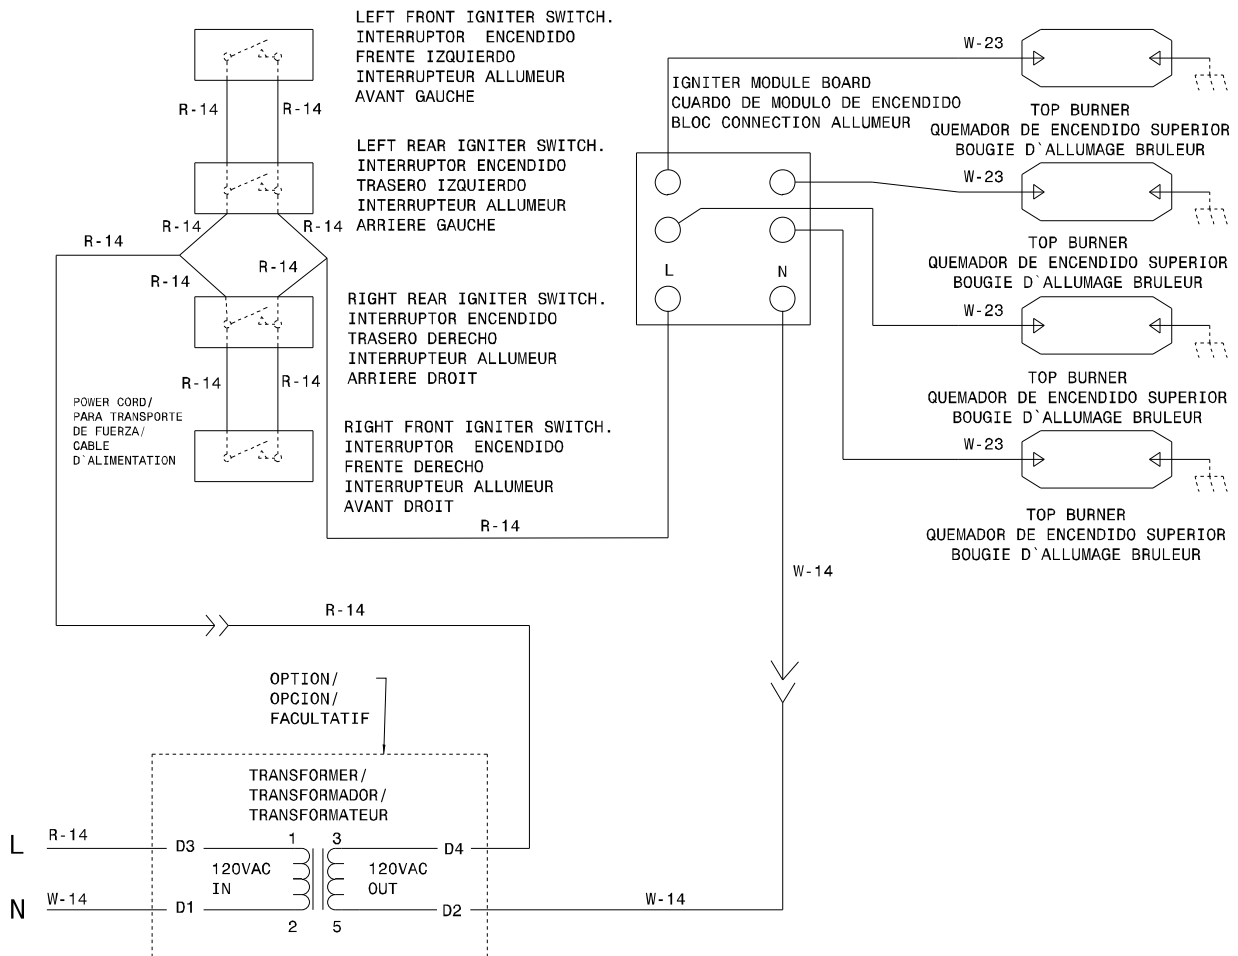 LEFT FRONT IGNITER SWITCH.
INTERRUPTOR ENCENDIDO
FRENTE IZQUIERDO
INTERRUPTEUR ALLUMEUR
AVANT GAUCHE
R-14
R-14
LEFT REAR IGNITER SWITCH.
INTERRUPTOR ENCENDIDO
TRASERO IZQUIERDO
INTERRUPTEUR ALLUMEUR
ARRIERE GAUCHE
R-14
R-14
R-14
R-14
R-14
RIGHT REAR IGNITER SWITCH.
INTERRUPTOR ENCENDIDO
TRASERO DERECHO
INTERRUPTEUR ALLUMEUR
ARRIERE DROIT
R-14
R-14
POWER CORD/
PARA TRANSPORTE
DE FUERZA/
CABLE
D`ALIMENTATION
RIGHT FRONT IGNITER SWITCH.
INTERRUPTOR ENCENDIDO
FRENTE DERECHO
INTERRUPTEUR ALLUMEUR
AVANT DROIT
R-14
IGNITER MODULE BOARD
CUARDO DE MODULO DE ENCENDIDO
BLOC CONNECTION ALLUMEUR
L
N
W-23
TOP BURNER
QUEMADOR DE ENCENDIDO SUPERIOR
BOUGIE D`ALLUMAGE BRULEUR
W-23
TOP BURNER
QUEMADOR DE ENCENDIDO SUPERIOR
BOUGIE D`ALLUMAGE BRULEUR
W-23
TOP BURNER
QUEMADOR DE ENCENDIDO SUPERIOR
BOUGIE D`ALLUMAGE BRULEUR
W-23
TOP BURNER
QUEMADOR DE ENCENDIDO SUPERIOR
BOUGIE D`ALLUMAGE BRULEUR
W-14
R-14
OPTION/
OPCION/
FACULTATIF
TRANSFORMER/
TRANSFORMADOR/
TRANSFORMATEUR
L
R-14
D3
1
3
D4
120VAC
IN
120VAC
OUT
N
W-14
D1
2
5
D2
W-14